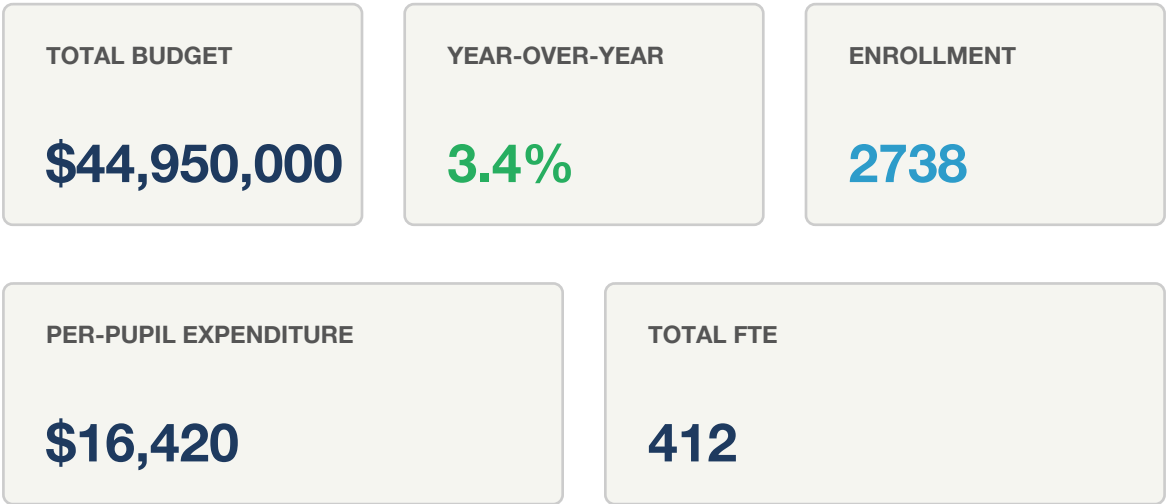 TOTAL BUDGET
$44,950,000
YEAR-OVER-YEAR
3.4%
ENROLLMENT
2738
PER-PUPIL EXPENDITURE
$16,420
TOTAL FTE
412